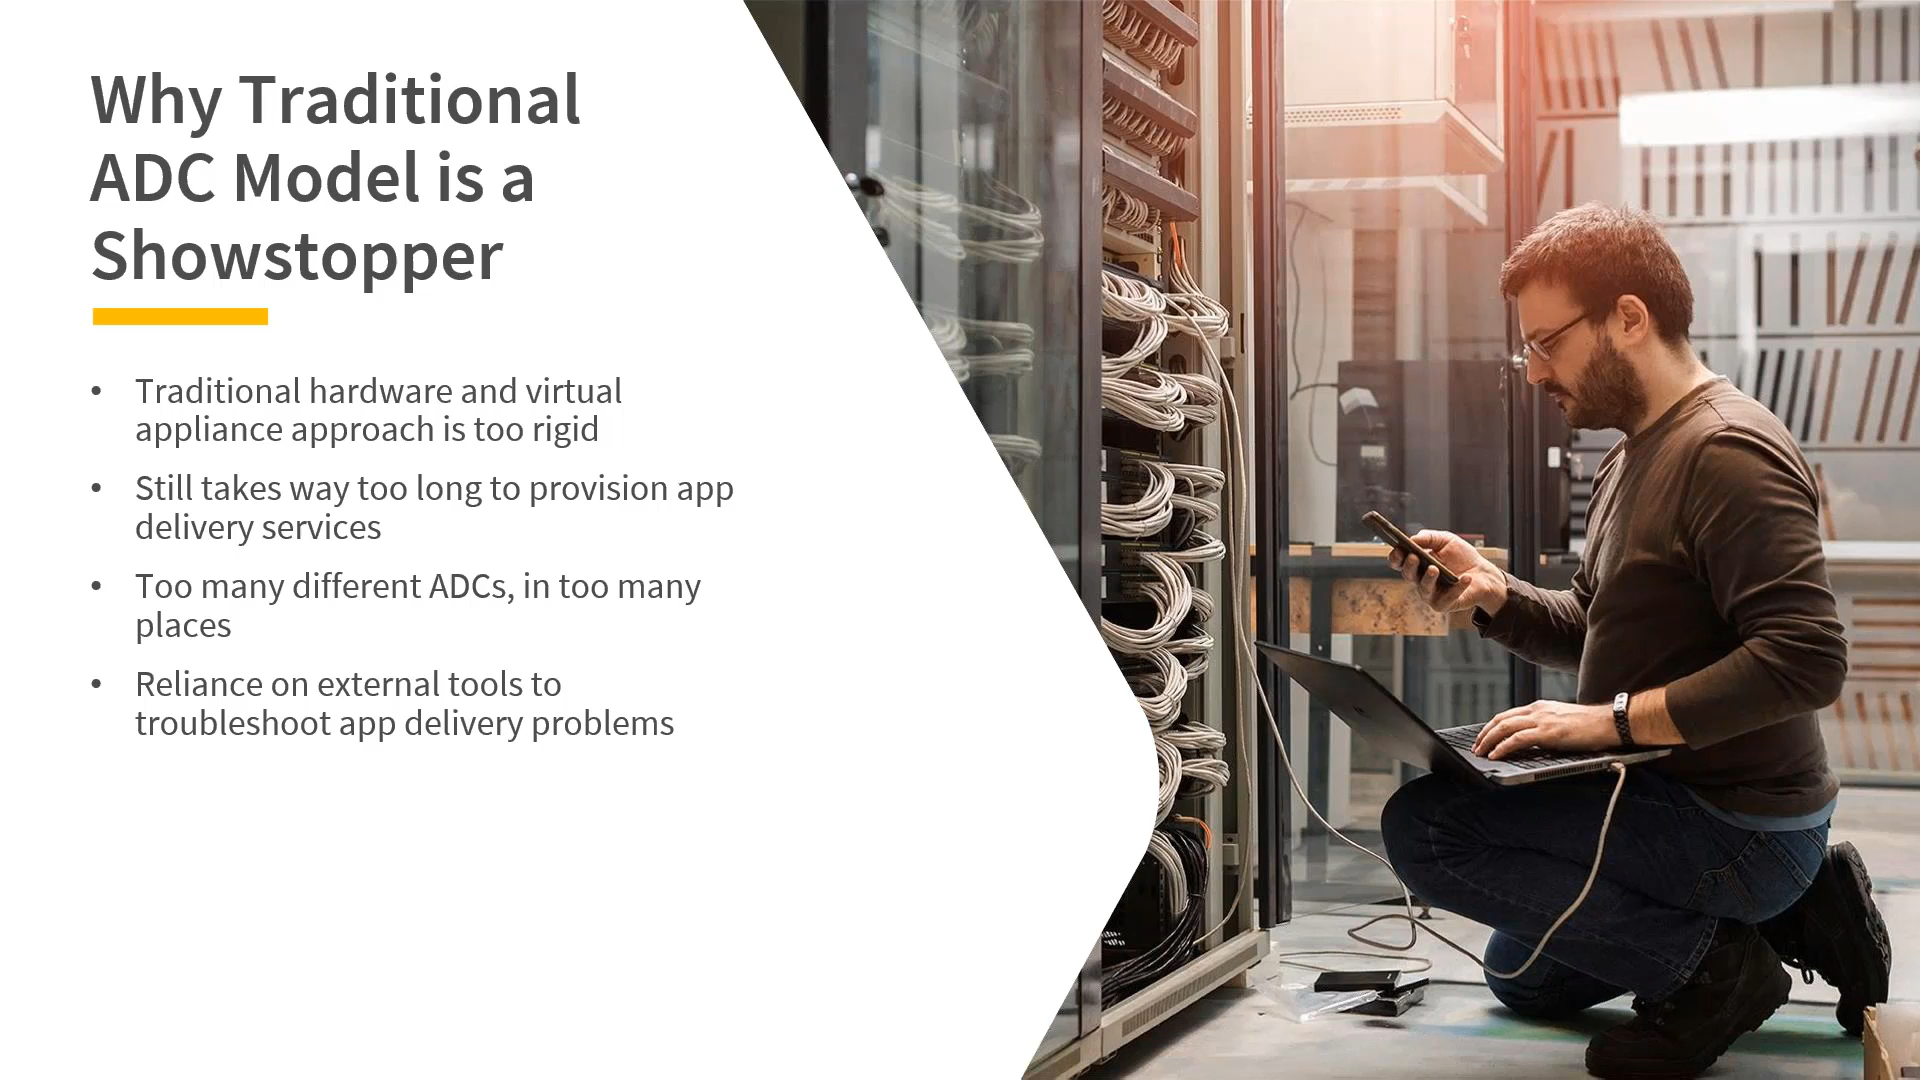 Why Traditional
ADC Model is a
Showstopper
• Traditional hardware and virtual
appliance approach is too rigid
• Still takes way too long to provision app
delivery services
• Too many different ADCs, in too many
places
• Reliance on external tools to
troubleshoot app delivery problems